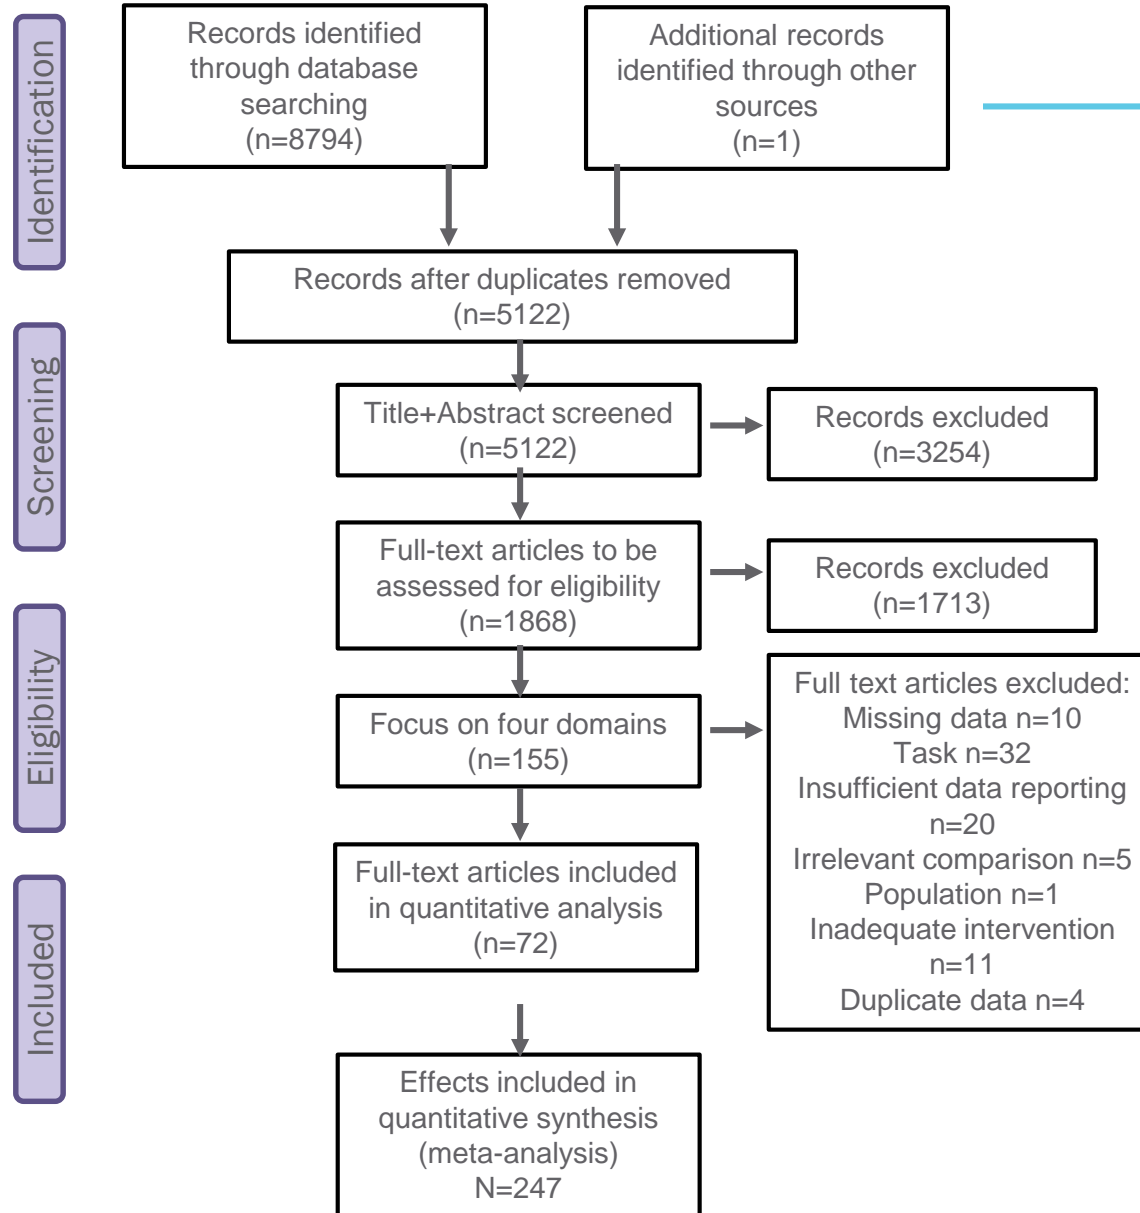 Identification
Records identified
through database
searching
(n=8794)
Additional records
identified through other
sources
(n=1)
Records after duplicates removed
(n=5122)
Screening
Title+Abstract screened
(n=5122)
Records excluded
(n=3254)
Full-text articles to be
assessed for eligibility
(n=1868)
Records excluded
(n=1713)
Eligibility
Focus on four domains
(n=155)
Full text articles excluded:
Missing data n=10
Task n=32
Insufficient data reporting
n=20
Irrelevant comparison n=5
Population n=1
Inadequate intervention
n=11
Duplicate data n=4
Included
Full-text articles included
in quantitative analysis
(n=72)
Effects included in
quantitative synthesis
(meta-analysis)
N=247